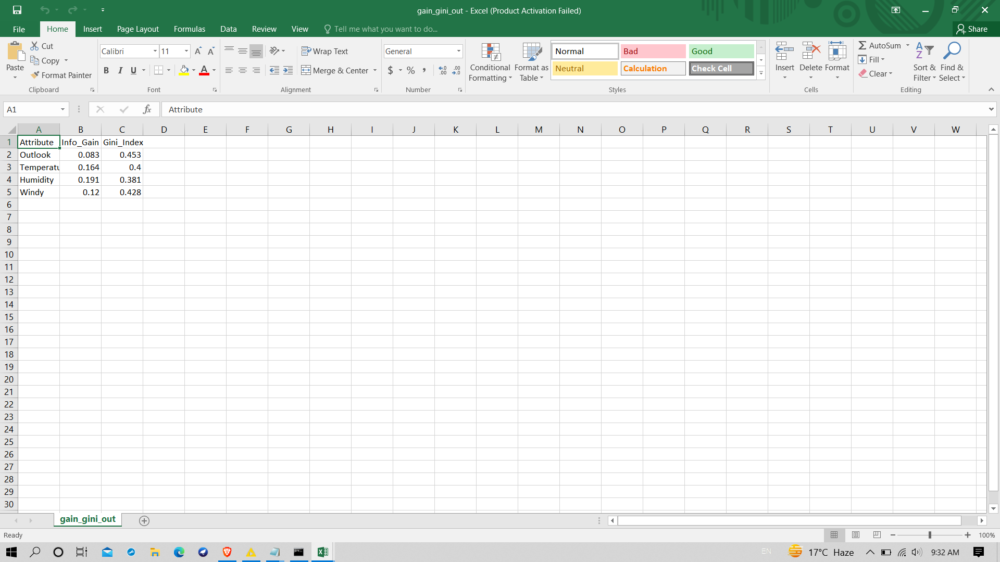 gain_gini_out - Excel (Product Activation Failed)
File Home Insert Page Layout Formulas Data Review View Tell me what you want to do... Share
Paste Cut Copy Format Painter Clipboard
Calibri 11 A A B I U A Font
Wrap Text Merge & Center Alignment
General $ % , .00 .0 Number
Conditional Formatting Format as Table
Normal Bad Good
Neutral Calculation Check Cell
Styles
Insert Delete Format Cells
AutoSum Fill Clear Sort & Filter Find & Select Editing
A1 fx Attribute
A B C D E F G H I J K L M N O P Q R S T U V W
1 Attribute Info_Gain Gini_Index
2 Outlook 0.083 0.453
3 Temperatu 0.164 0.4
4 Humidity 0.191 0.381
5 Windy 0.12 0.428
6
7
8
9
10
11
12
13
14
15
16
17
18
19
20
21
22
23
24
25
26
27
28
29
30
gain_gini_out
Ready 100%
EN 17°C Haze 9:32 AM